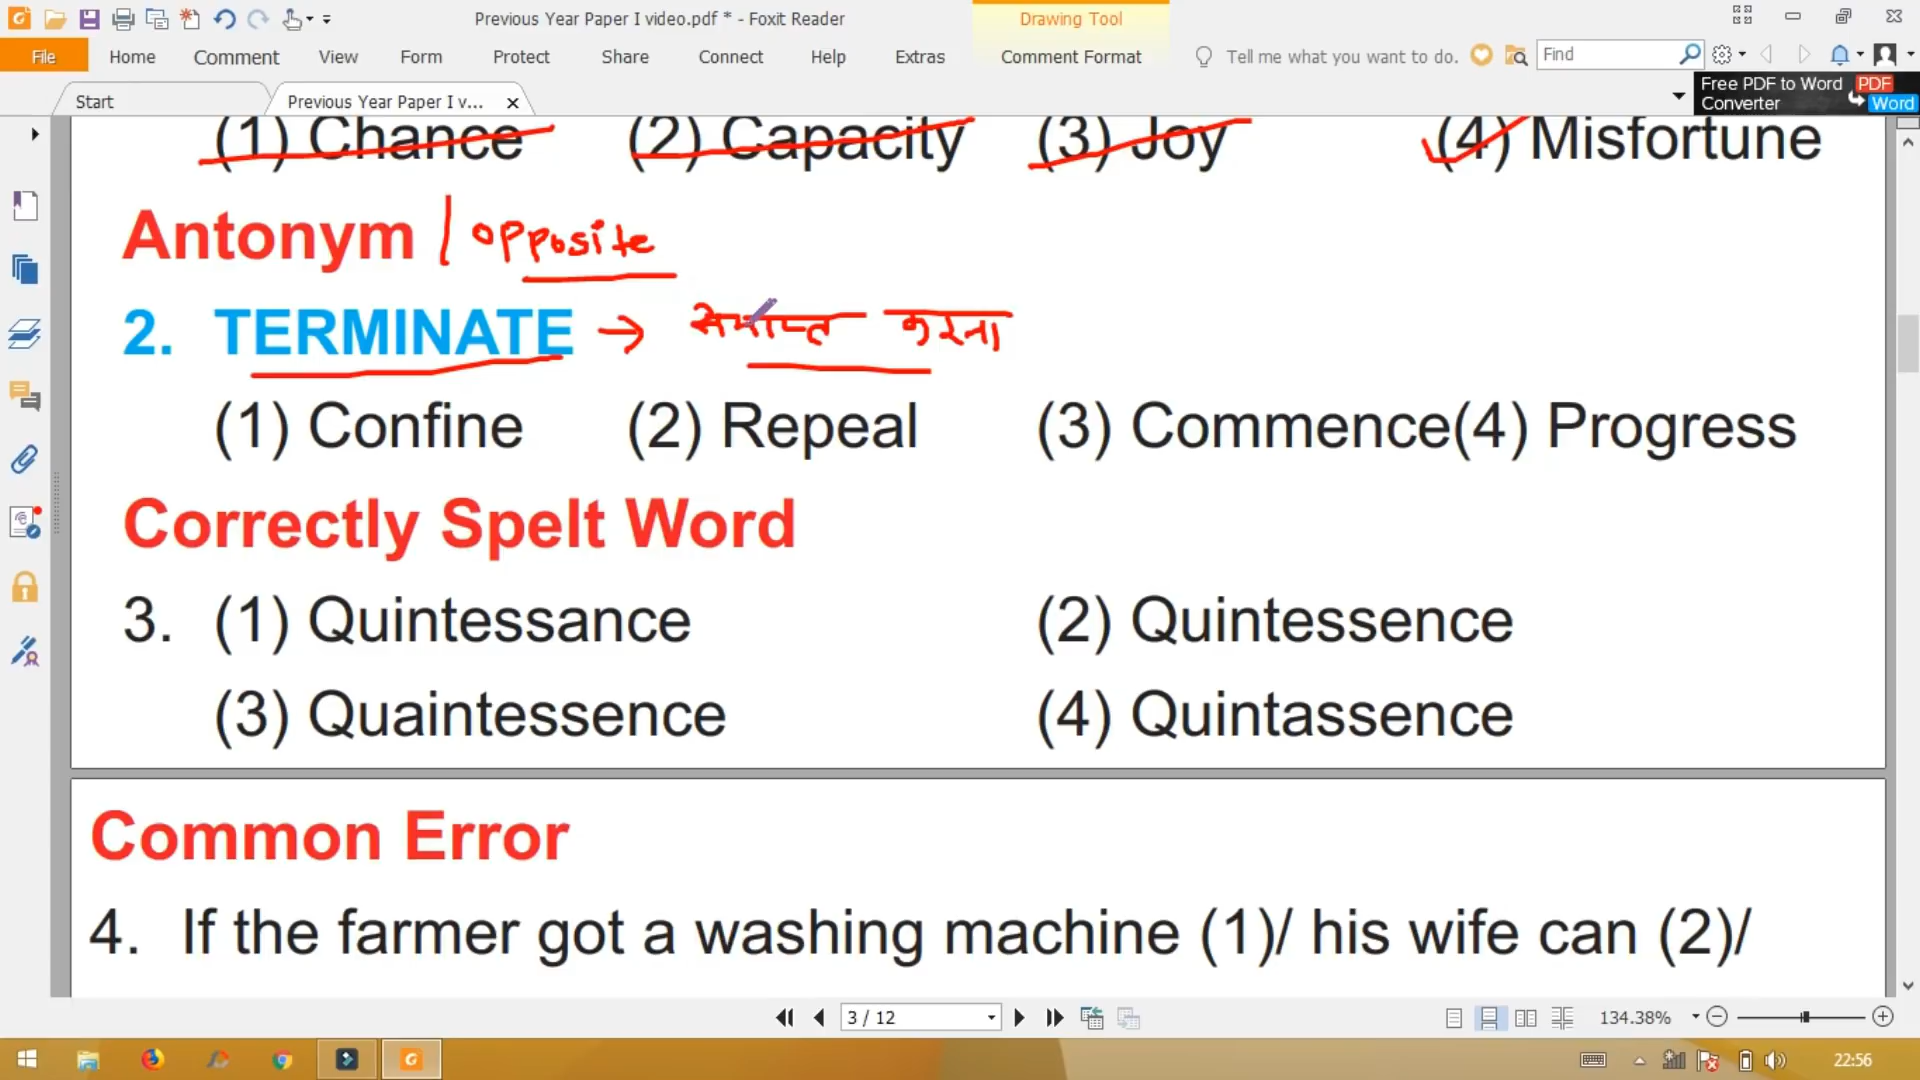 Previous Year Paper I video.pdf * - Foxit Reader
Drawing Tool
File Home Comment View Form Protect Share Connect Help Extras Comment Format Tell me what you want to do. Find
Start
Previous Year Paper I v...
Free PDF to Word
Converter
PDF
Word
(1) Chance (2) Capacity (3) Joy (4) Misfortune
Antonym / opposite
2. TERMINATE → समाप्त करना
(1) Confine (2) Repeal (3) Commence (4) Progress
Correctly Spelt Word
3. (1) Quintessance (2) Quintessence
(3) Quaintessence (4) Quintassence
Common Error
4. If the farmer got a washing machine (1)/ his wife can (2)/
3 / 12
134.38%
22:56